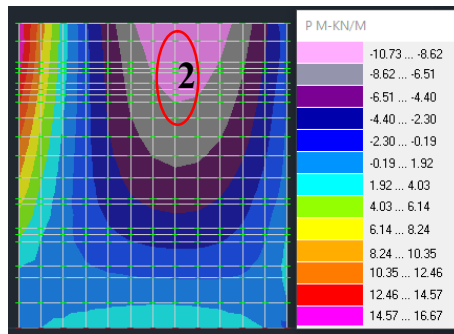 2
P M-KN/M
-10.73 ... -8.62
-8.62 ... -6.51
-6.51 ... -4.40
-4.40 ... -2.30
-2.30 ... -0.19
-0.19 ... 1.92
1.92 ... 4.03
4.03 ... 6.14
6.14 ... 8.24
8.24 ... 10.35
10.35 ... 12.46
12.46 ... 14.57
14.57 ... 16.67